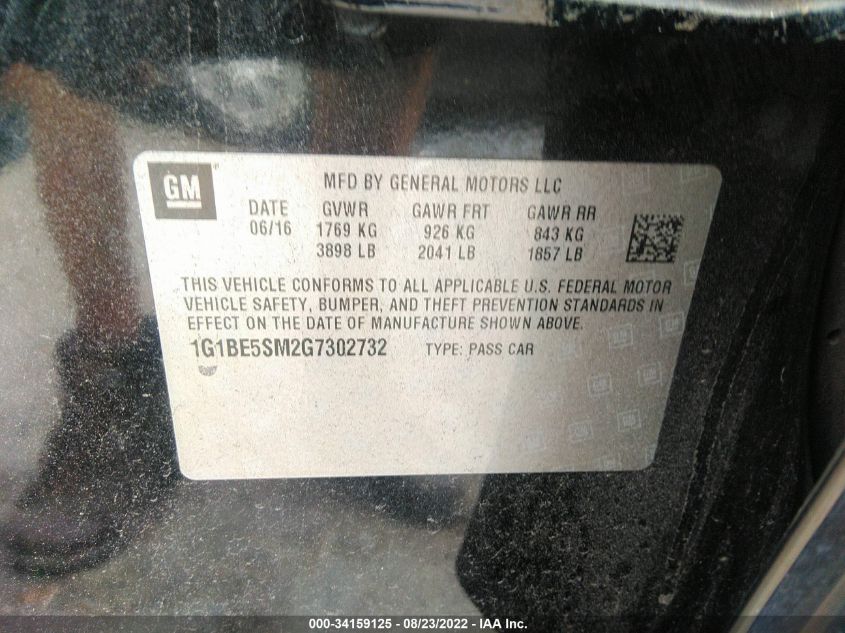 GM
MFD BY GENERAL MOTORS LLC
DATE GVWR GAWR FRT GAWR RR
06/16 1769 KG 926 KG 843 KG
3898 LB 2041 LB 1857 LB
THIS VEHICLE CONFORMS TO ALL APPLICABLE U.S. FEDERAL MOTOR
VEHICLE SAFETY, BUMPER, AND THEFT PREVENTION STANDARDS IN
EFFECT ON THE DATE OF MANUFACTURE SHOWN ABOVE.
1G1BE5SM2G7302732 TYPE: PASS CAR
000-34159125 - 08/23/2022 - IAA Inc.